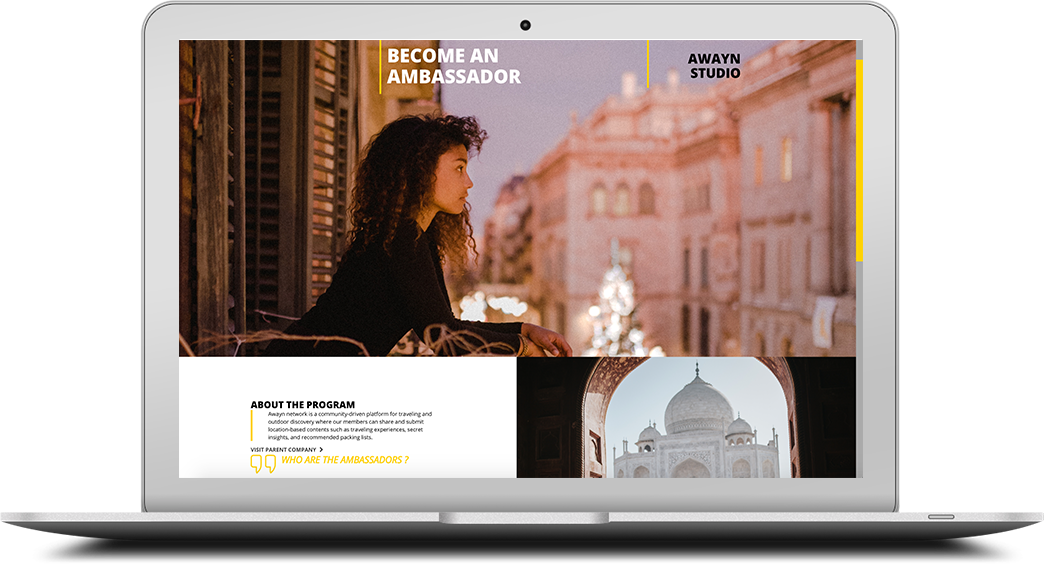 BECOME AN
AMBASSADOR
AWAYN
STUDIO
ABOUT THE PROGRAM
Awayn network is a community-driven platform for traveling and
outdoor discovery where our members can share and submit
location-based contents such as traveling experiences, secret
insights, and recommended packing lists.
VISIT PARENT COMPANY
WHO ARE THE AMBASSADORS ?